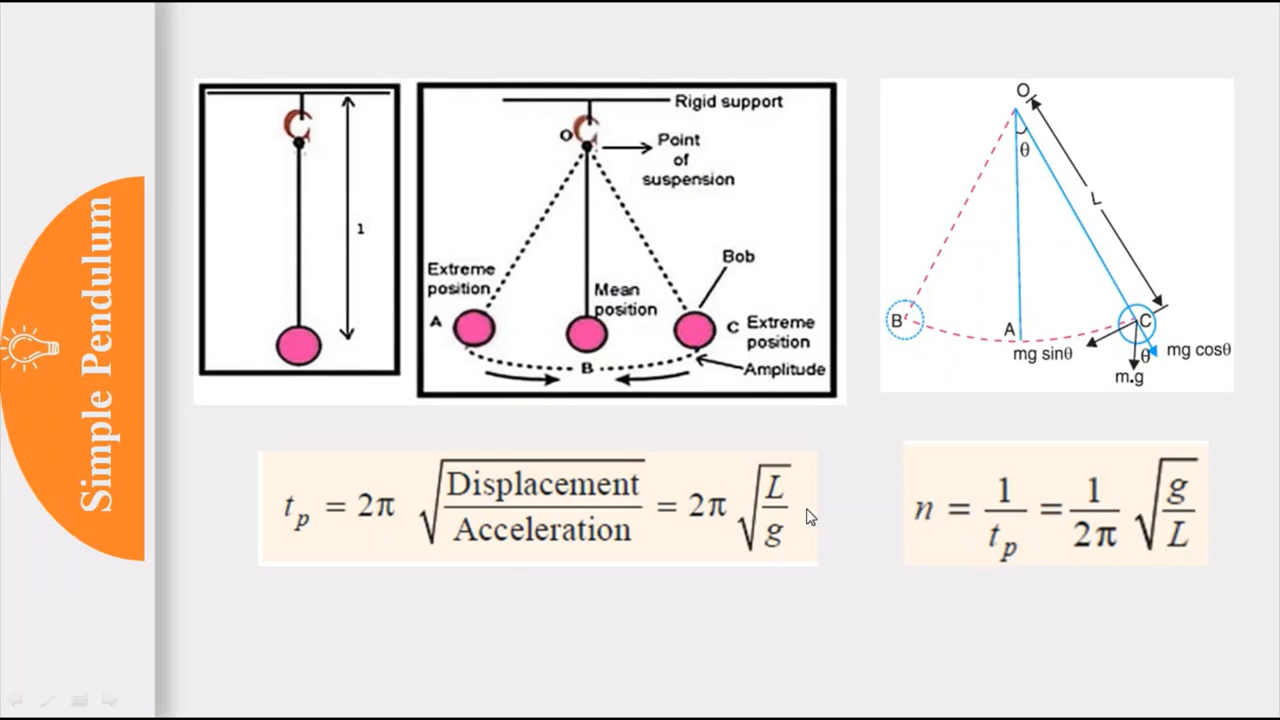 Simple Pendulum
1
Rigid support
O
Point
of
suspension
Extreme
position
A
Mean
position
B
Bob
C Extreme
position
Amplitude
O
θ
L
B
A
C
mg sinθ
θ
mg cosθ
m.g
t_p = 2π √(Displacement / Acceleration) = 2π √(L / g)
n = 1 / t_p = 1 / 2π √(g / L)